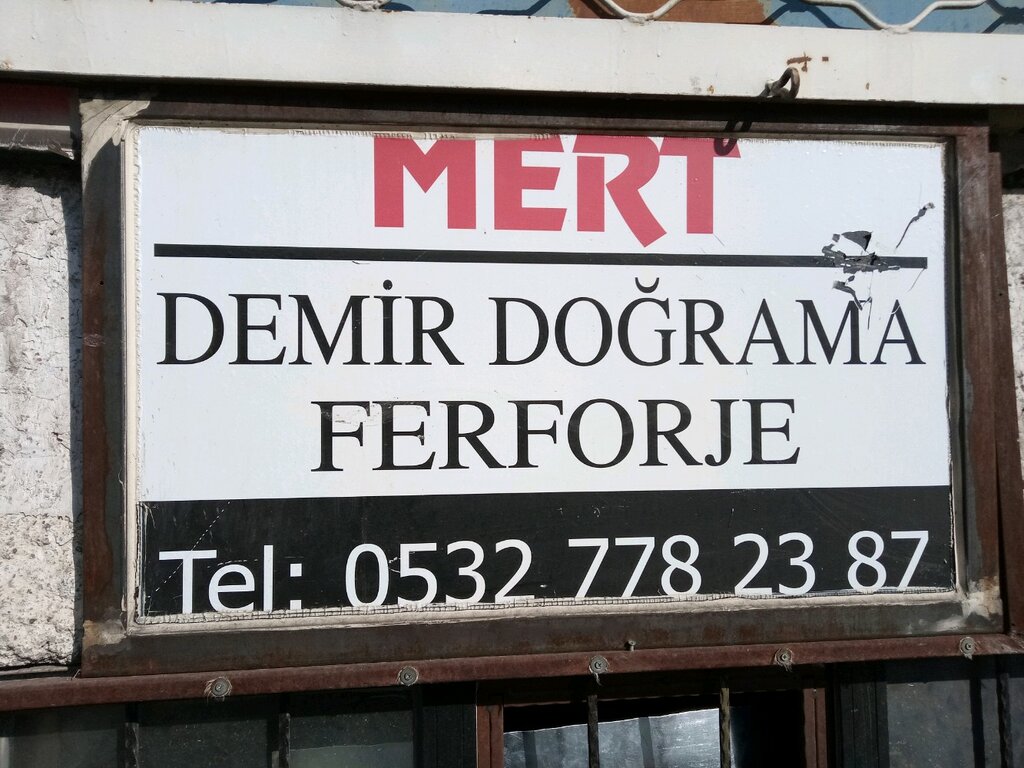 MERT
DEMİR DOĞRAMA
FERFORJE
Tel: 0532 778 23 87